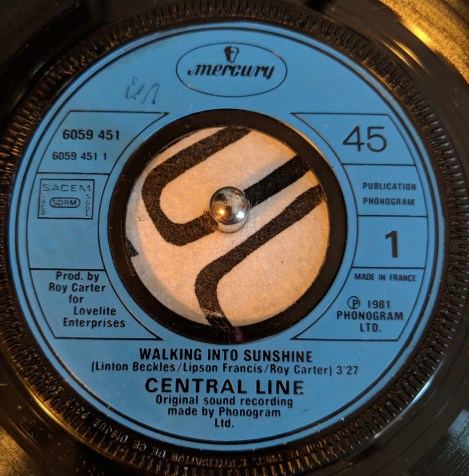 mercury
6059 451
6059 451 1
SACEM
SDRM
45
PUBLICATION
PHONOGRAM
1
MADE IN FRANCE
Prod. by
Roy Carter
for
Lovelite
Enterprises
℗ 1981
PHONOGRAM
LTD.
WALKING INTO SUNSHINE
(Linton Beckles/Lipson Francis/Roy Carter) 3'27
CENTRAL LINE
Original sound recording
made by Phonogram
Ltd.